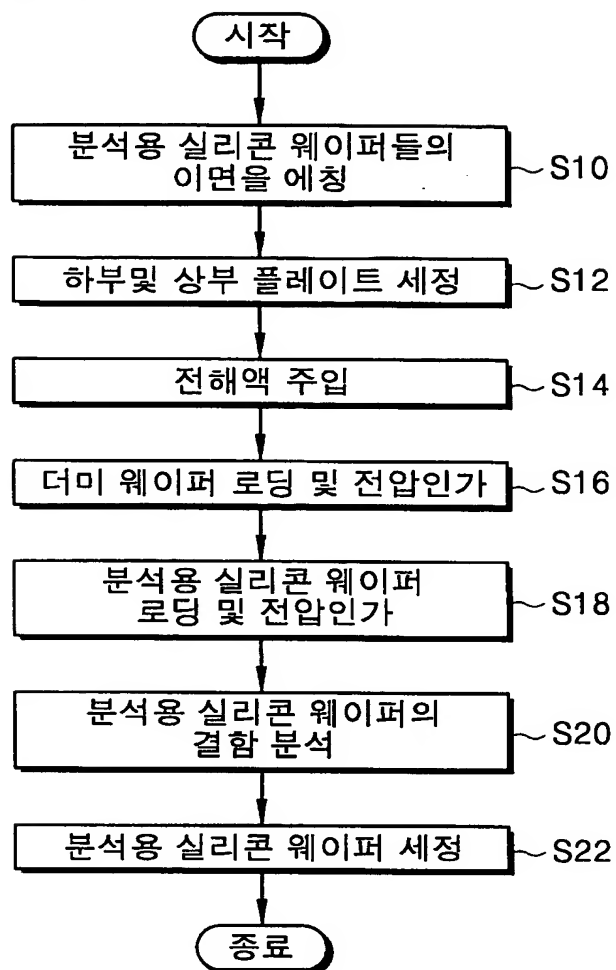 시작
분석용 실리콘 웨이퍼들의
이면을 에칭
S10
하부및 상부 플레이트 세정
S12
전해액 주입
S14
더미 웨이퍼 로딩 및 전압인가
S16
분석용 실리콘 웨이퍼
로딩 및 전압인가
S18
분석용 실리콘 웨이퍼의
결함 분석
S20
분석용 실리콘 웨이퍼 세정
S22
종료